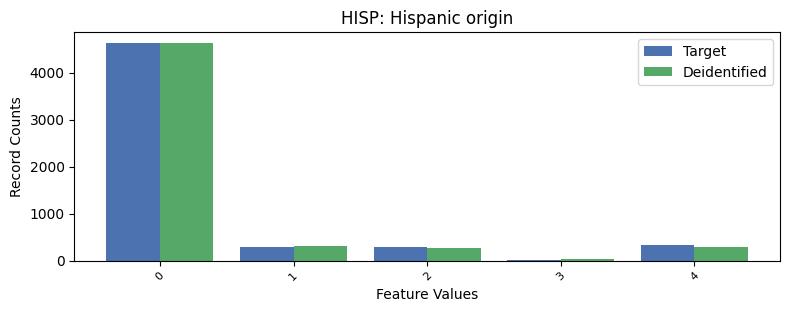 HISP: Hispanic origin
Target
Deidentified
Record Counts
4000
3000
2000
1000
0
0 1 2 3 4
Feature Values